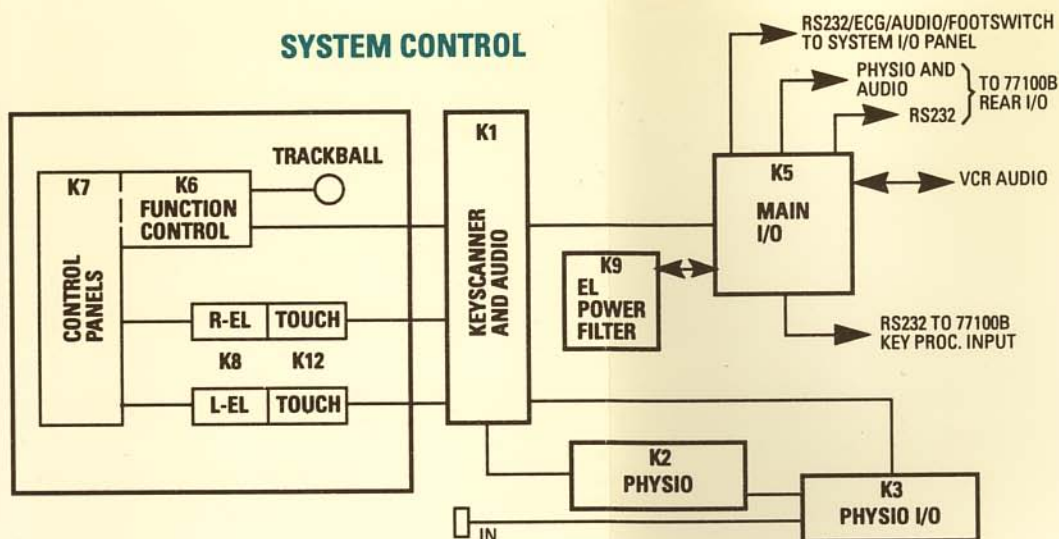 SYSTEM CONTROL
RS232/ECG/AUDIO/FOOTSWITCH
TO SYSTEM I/O PANEL
PHYSIO AND
AUDIO
RS232
TO 77100B
REAR I/O
K1
KEYSCANNER
AND AUDIO
TRACKBALL
K7
CONTROL
PANELS
K6
FUNCTION
CONTROL
K5
MAIN
I/O
VCR AUDIO
K9
EL
POWER
FILTER
R-EL
TOUCH
K8
K12
L-EL
TOUCH
RS232 TO 77100B
KEY PROC. INPUT
K2
PHYSIO
K3
PHYSIO I/O
IN